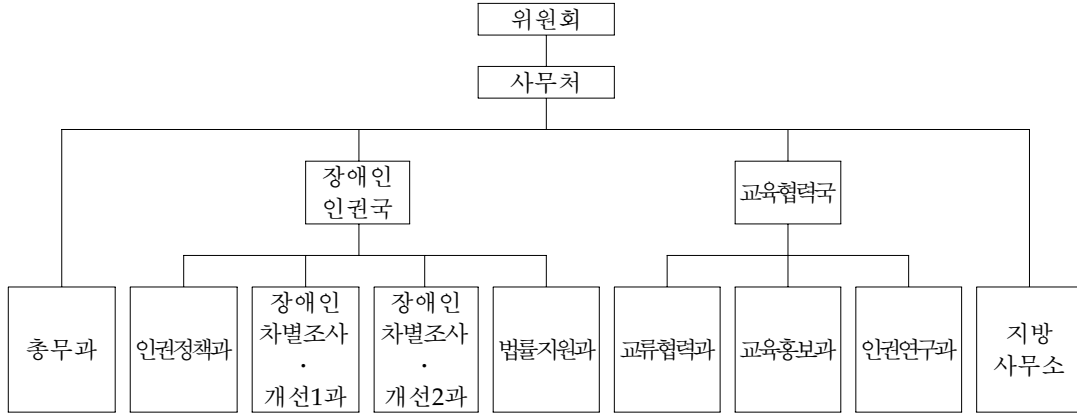 위원회
사무처
장애인
인권국
교육협력국
총무과
인권정책과
장애인
차별조사
·
개선1과
장애인
차별조사
·
개선2과
법률지원과
교류협력과
교육홍보과
인권연구과
지방
사무소